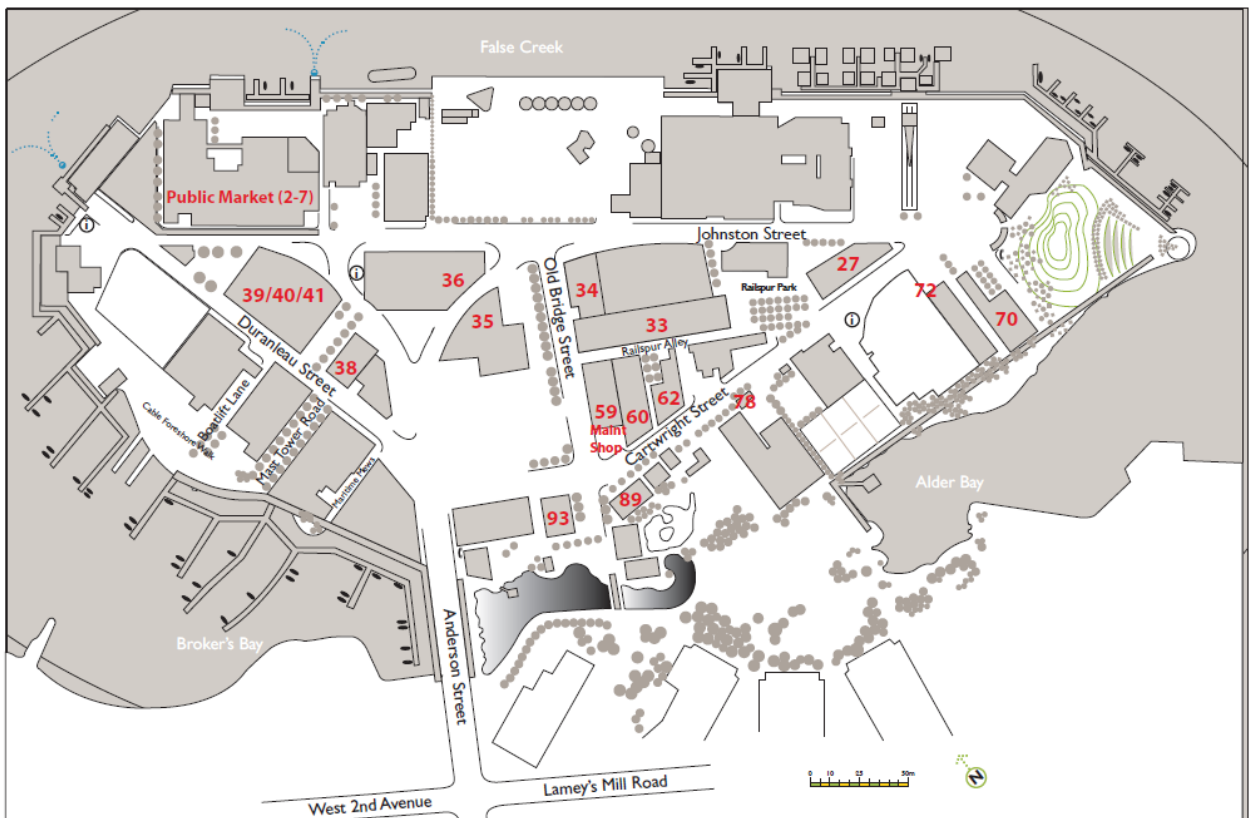 False Creek
Public Market (2-7)
i
Johnston Street
27
36
39/40/41
34
Old Bridge Street
i
Railspur Park
72
35
33
i
70
Duranleau Street
Railspur Alley
38
59
60
62
78
Maint
Shop
Cartwright Street
Cable Foreshore Walk
Boatlift Lane
Mast Tower Road
Maritime Mews
89
93
Alder Bay
Broker's Bay
Anderson Street
0 10 25 50m
N
West 2nd Avenue
Lamey's Mill Road